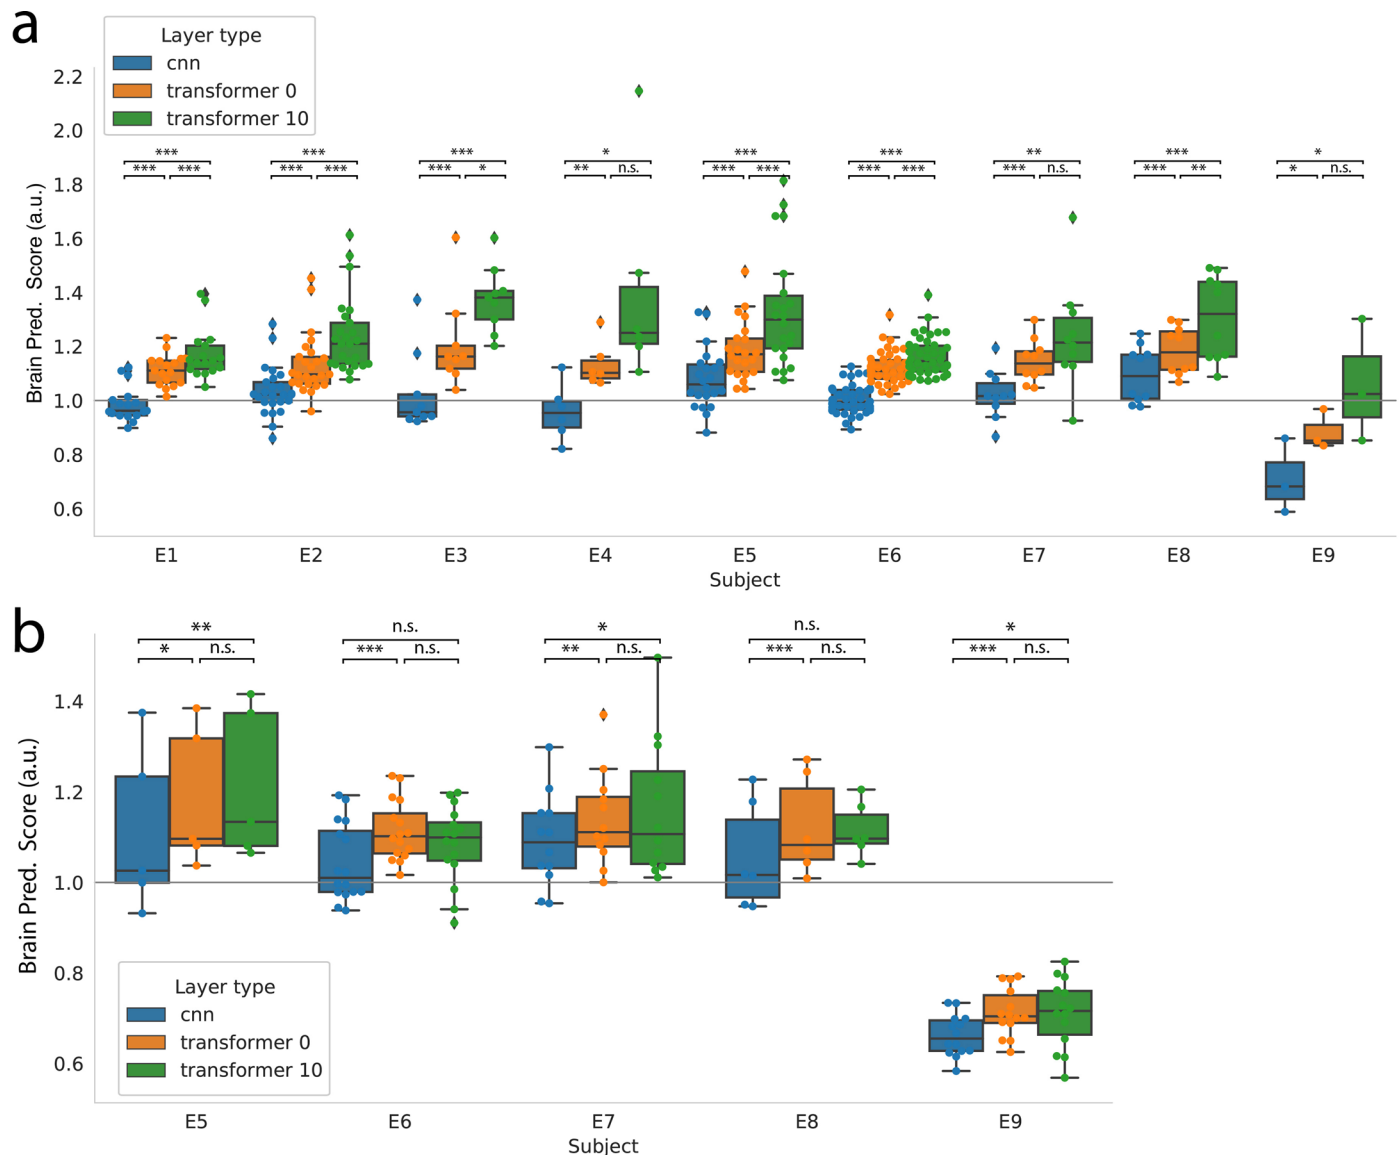 a
Layer type
cnn
transformer 0
transformer 10
Brain Pred. Score (a.u.)
2.2
2.0
1.8
1.6
1.4
1.2
1.0
0.8
0.6
*** *** *** * *** *** ** *** *
*** *** *** *** *** * ** n.s. *** *** *** *** *** n.s. *** ** * n.s.
E1 E2 E3 E4 E5 E6 E7 E8 E9
Subject
b
Brain Pred. Score (a.u.)
1.4
1.2
1.0
0.8
0.6
** n.s. * n.s. *
* n.s. *** n.s. ** n.s. *** n.s. *** n.s.
Layer type
cnn
transformer 0
transformer 10
E5 E6 E7 E8 E9
Subject